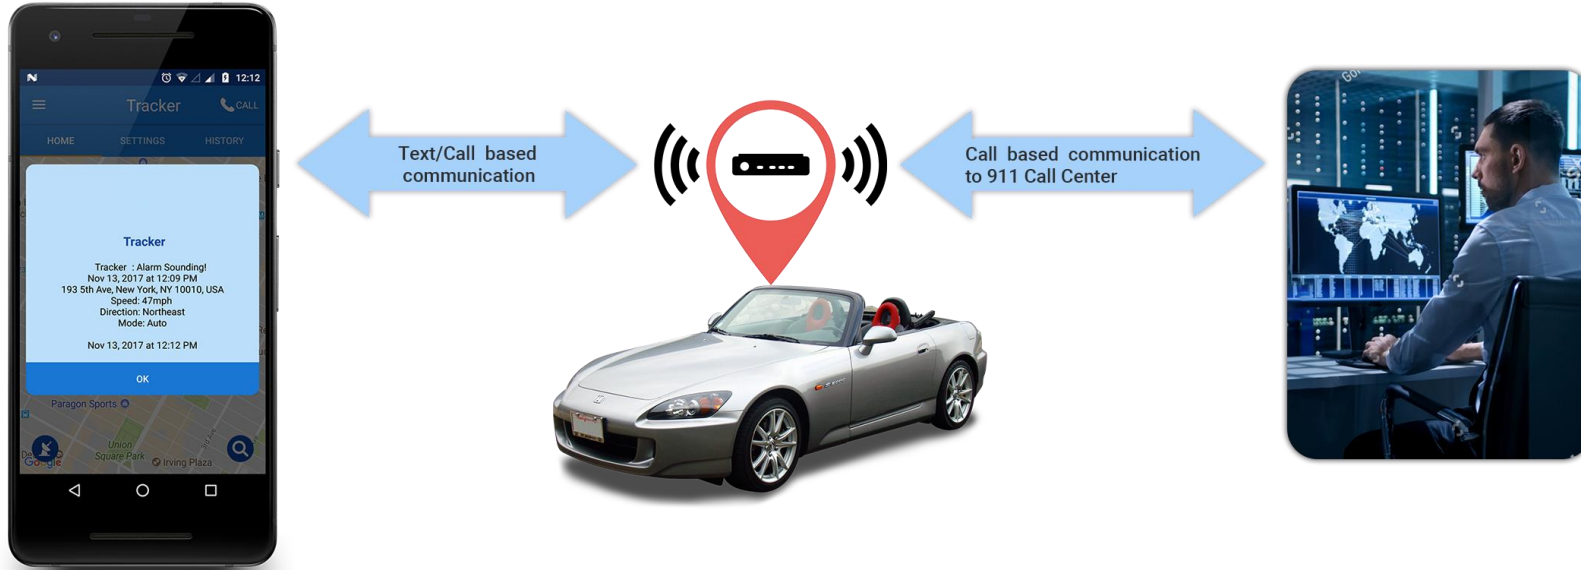 12:12
Tracker
CALL
HOME
SETTINGS
HISTORY
Tracker
Tracker : Alarm Sounding!
Nov 13, 2017 at 12:09 PM
193 5th Ave, New York, NY 10010, USA
Speed: 47mph
Direction: Northeast
Mode: Auto
Nov 13, 2017 at 12:12 PM
OK
Paragon Sports
Union
Square Park
Irving Plaza
3rd Ave
Google
Text/Call based
communication
Call based communication
to 911 Call Center